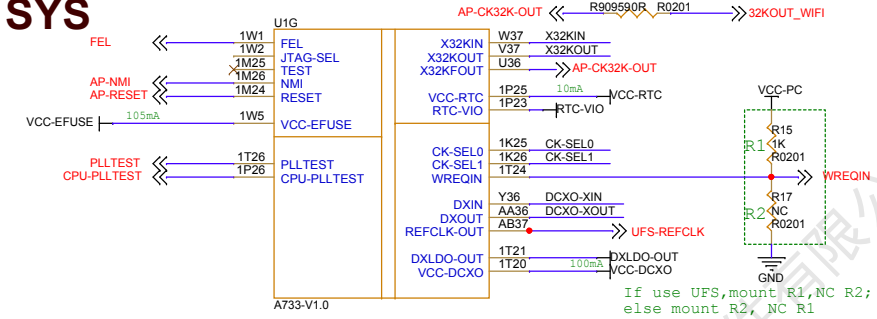 SYS
AP-CK32K-OUT R909590R R0201 32KOUT_WIFI
U1G
FEL 1W1 FEL X32KIN W37 X32KIN
1W2 JTAG-SEL X32KOUT V37 X32KOUT
1M25 TEST X32KFOUT U36 AP-CK32K-OUT
AP-NMI 1M26 NMI
AP-RESET 1M24 RESET VCC-RTC 1P25 10mA VCC-RTC
RTC-VIO 1P23 RTC-VIO
VCC-EFUSE 105mA 1W5 VCC-EFUSE
VCC-PC
R1 R15
1K
R0201
CK-SEL0 1K25 CK-SEL0
PLLTEST 1T26 PLLTEST CK-SEL1 1K26 CK-SEL1
CPU-PLLTEST 1P26 CPU-PLLTEST WREQIN 1T24 WREQIN
R2 R17
NC
R0201
DXIN Y36 DCXO-XIN
DXOUT AA36 DCXO-XOUT
REFCLK-OUT AB37 UFS-REFCLK
DXLDO-OUT 1T21 DXLDO-OUT
VCC-DCXO 1T20 100mA VCC-DCXO
GND
A733-V1.0
If use UFS,mount R1,NC R2;
else mount R2, NC R1